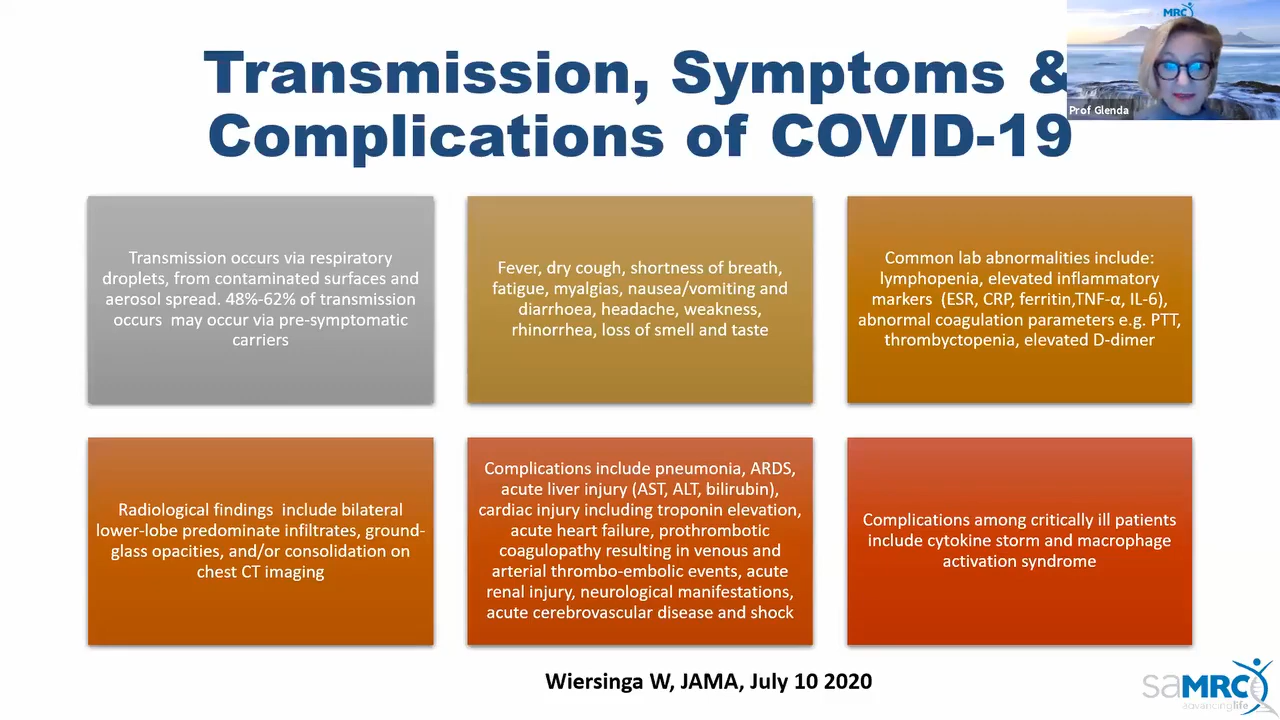 Transmission, Symptoms &
Complications of COVID-19
MRC
Prof Glenda
Transmission occurs via respiratory
droplets, from contaminated surfaces and
aerosol spread. 48%-62% of transmission
occurs  may occur via pre-symptomatic
carriers
Fever, dry cough, shortness of breath,
fatigue, myalgias, nausea/vomiting and
diarrhoea, headache, weakness,
rhinorrhea, loss of smell and taste
Common lab abnormalities include:
lymphopenia, elevated inflammatory
markers  (ESR, CRP, ferritin,TNF-α, IL-6),
abnormal coagulation parameters e.g. PTT,
thrombyctopenia, elevated D-dimer
Radiological findings  include bilateral
lower-lobe predominate infiltrates, ground-
glass opacities, and/or consolidation on
chest CT imaging
Complications include pneumonia, ARDS,
acute liver injury (AST, ALT, bilirubin),
cardiac injury including troponin elevation,
acute heart failure, prothrombotic
coagulopathy resulting in venous and
arterial thrombo-embolic events, acute
renal injury, neurological manifestations,
acute cerebrovascular disease and shock
Complications among critically ill patients
include cytokine storm and macrophage
activation syndrome
Wiersinga W, JAMA, July 10 2020
saMRC
advancinglife